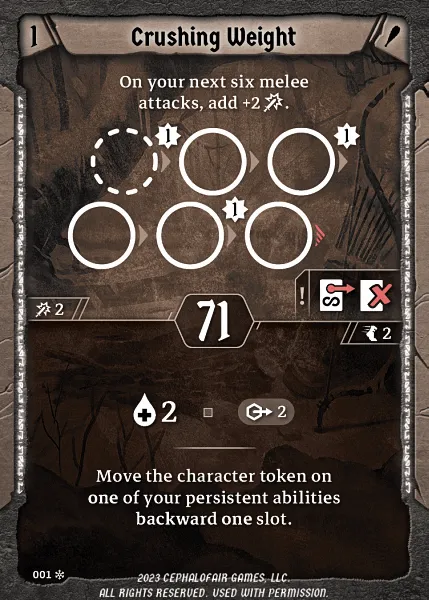 1
Crushing Weight
On your next six melee
attacks, add +2
1
1
1
!
2
71
2
2
2
Move the character token on
one of your persistent abilities
backward one slot.
001
2023 CEPHALOFAIR GAMES, LLC.
ALL RIGHTS RESERVED. USED WITH PERMISSION.